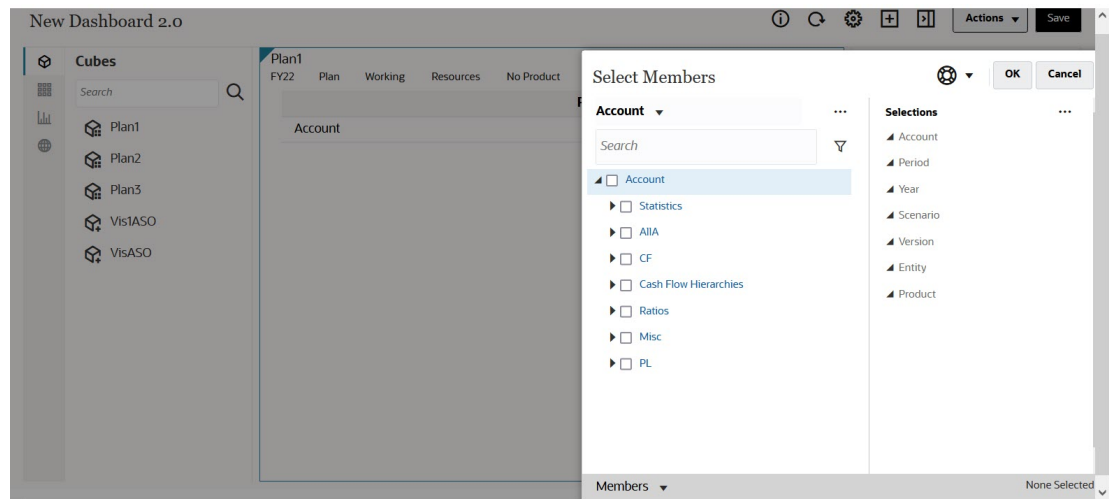 New Dashboard 2.0
Actions
Save
Cubes
Search
Plan1
Plan2
Plan3
Vis1ASO
VisASO
Plan1
FY22 Plan Working Resources No Product
Account
Select Members
OK
Cancel
Account
Search
Account
Statistics
AllA
CF
Cash Flow Hierarchies
Ratios
Misc
PL
Selections
Account
Period
Year
Scenario
Version
Entity
Product
Members
None Selected